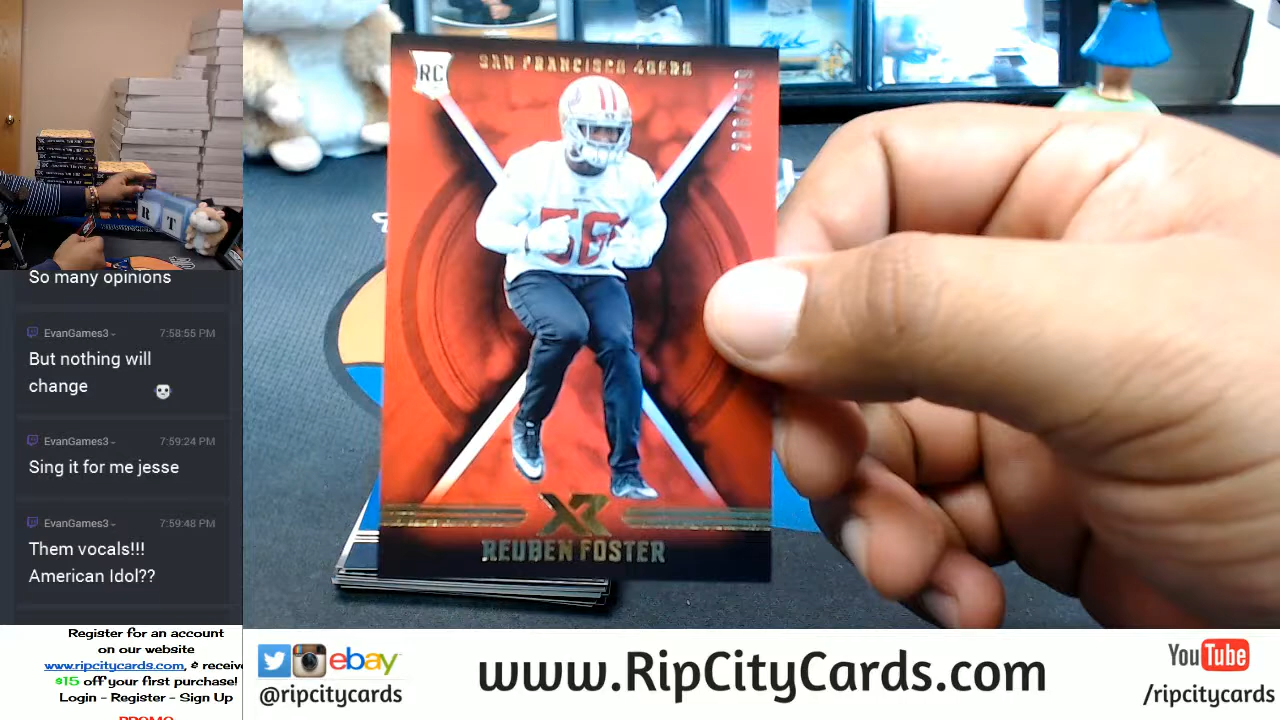 So many opinions
EvanGames3
7:58:55 PM
But nothing will
change
EvanGames3
7:59:24 PM
Sing it for me jesse
EvanGames3
7:59:48 PM
Them vocals!!!
American Idol??
Register for an account
on our website
www.ripcitycards.com, & receive
$15 off your first purchase!
Login - Register - Sign Up
PROMO
R T
RC
SAN FRANCISCO 49ERS
56
XR
REUBEN FOSTER
ebay
@ripcitycards
www.RipCityCards.com
YouTube
/ripcitycards